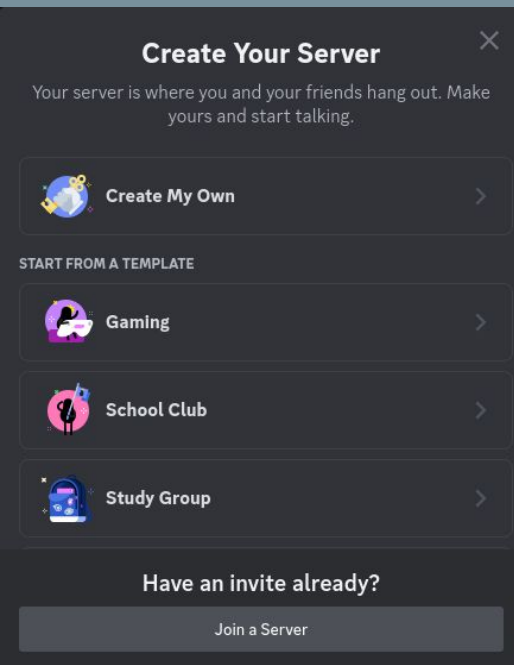 Create Your Server
Your server is where you and your friends hang out. Make
yours and start talking.
Create My Own
START FROM A TEMPLATE
Gaming
School Club
Study Group
Have an invite already?
Join a Server